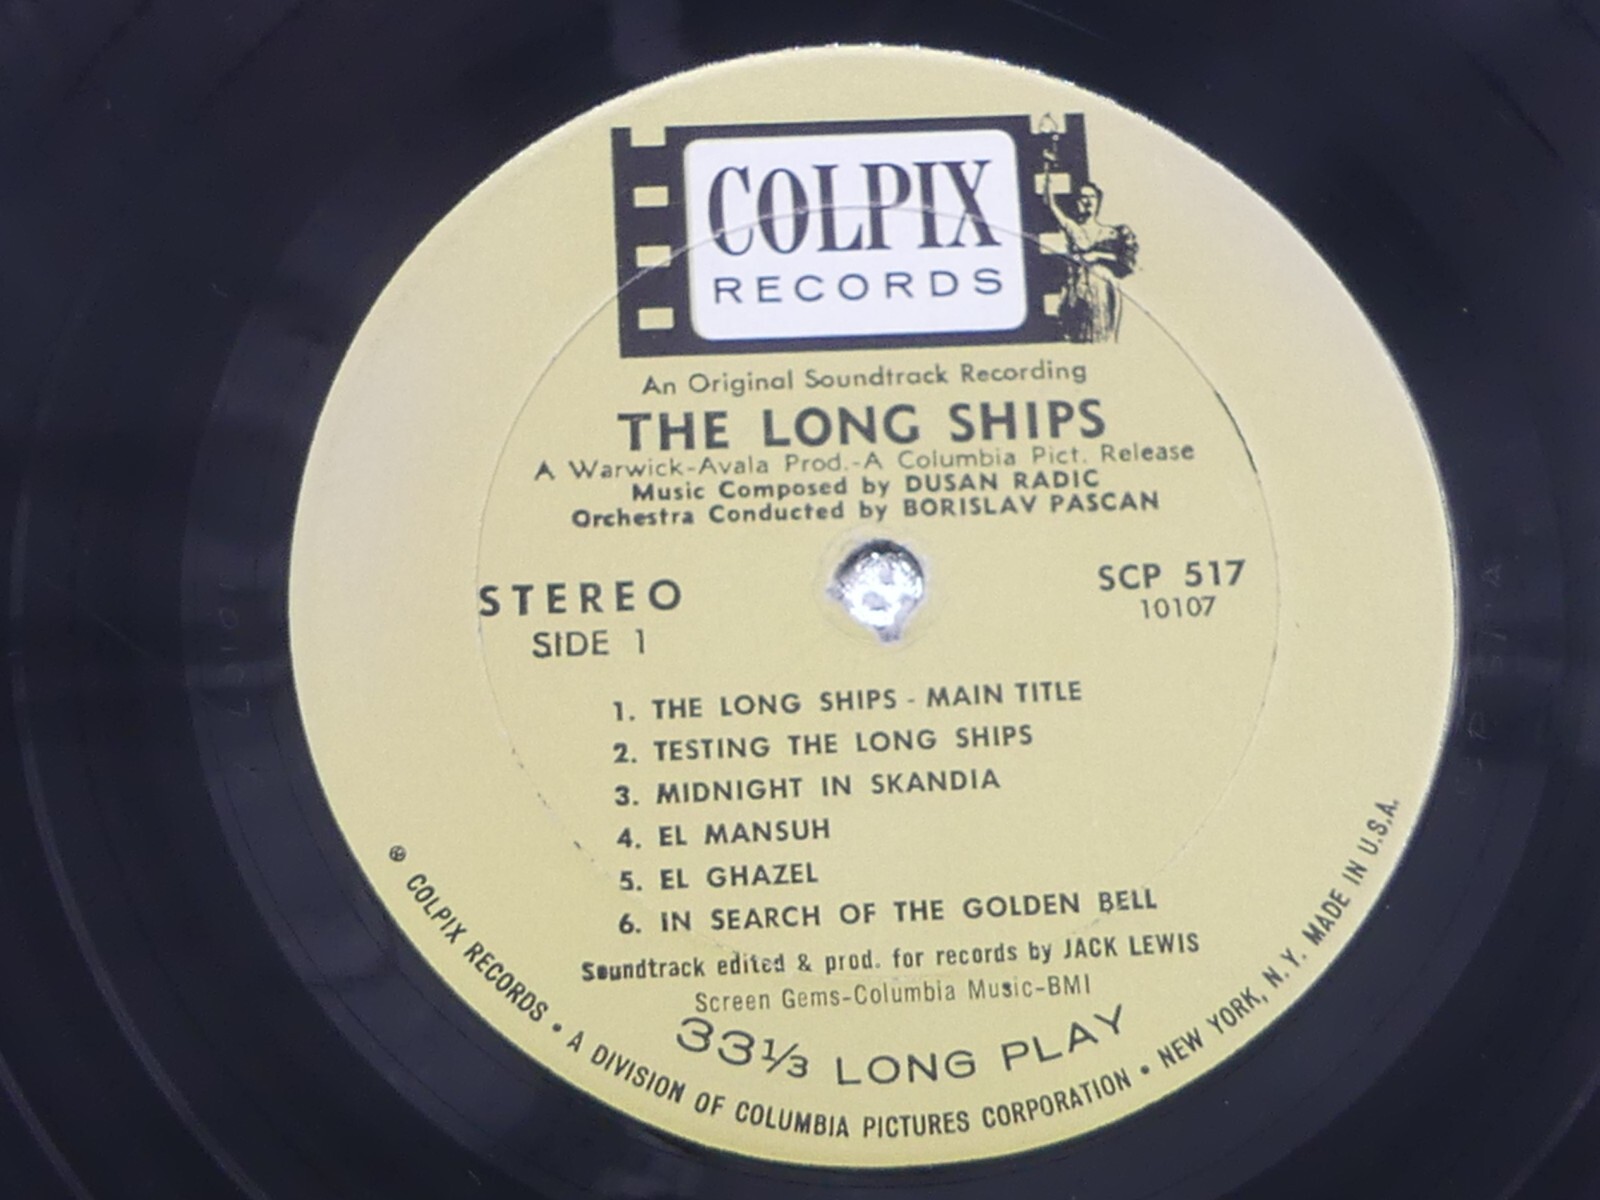 COLPIX
RECORDS
An Original Soundtrack Recording
THE LONG SHIPS
A Warwick-Avala Prod.-A Columbia Pict. Release
Music Composed by DUSAN RADIC
Orchestra Conducted by BORISLAV PASCAN
STEREO
SIDE 1
SCP 517
10107
1. THE LONG SHIPS - MAIN TITLE
2. TESTING THE LONG SHIPS
3. MIDNIGHT IN SKANDIA
4. EL MANSUH
5. EL GHAZEL
6. IN SEARCH OF THE GOLDEN BELL
Soundtrack edited & prod. for records by JACK LEWIS
Screen Gems-Columbia Music-BMI
33⅓ LONG PLAY
COLPIX RECORDS • A DIVISION OF COLUMBIA PICTURES CORPORATION • NEW YORK, N.Y. MADE IN U.S.A.